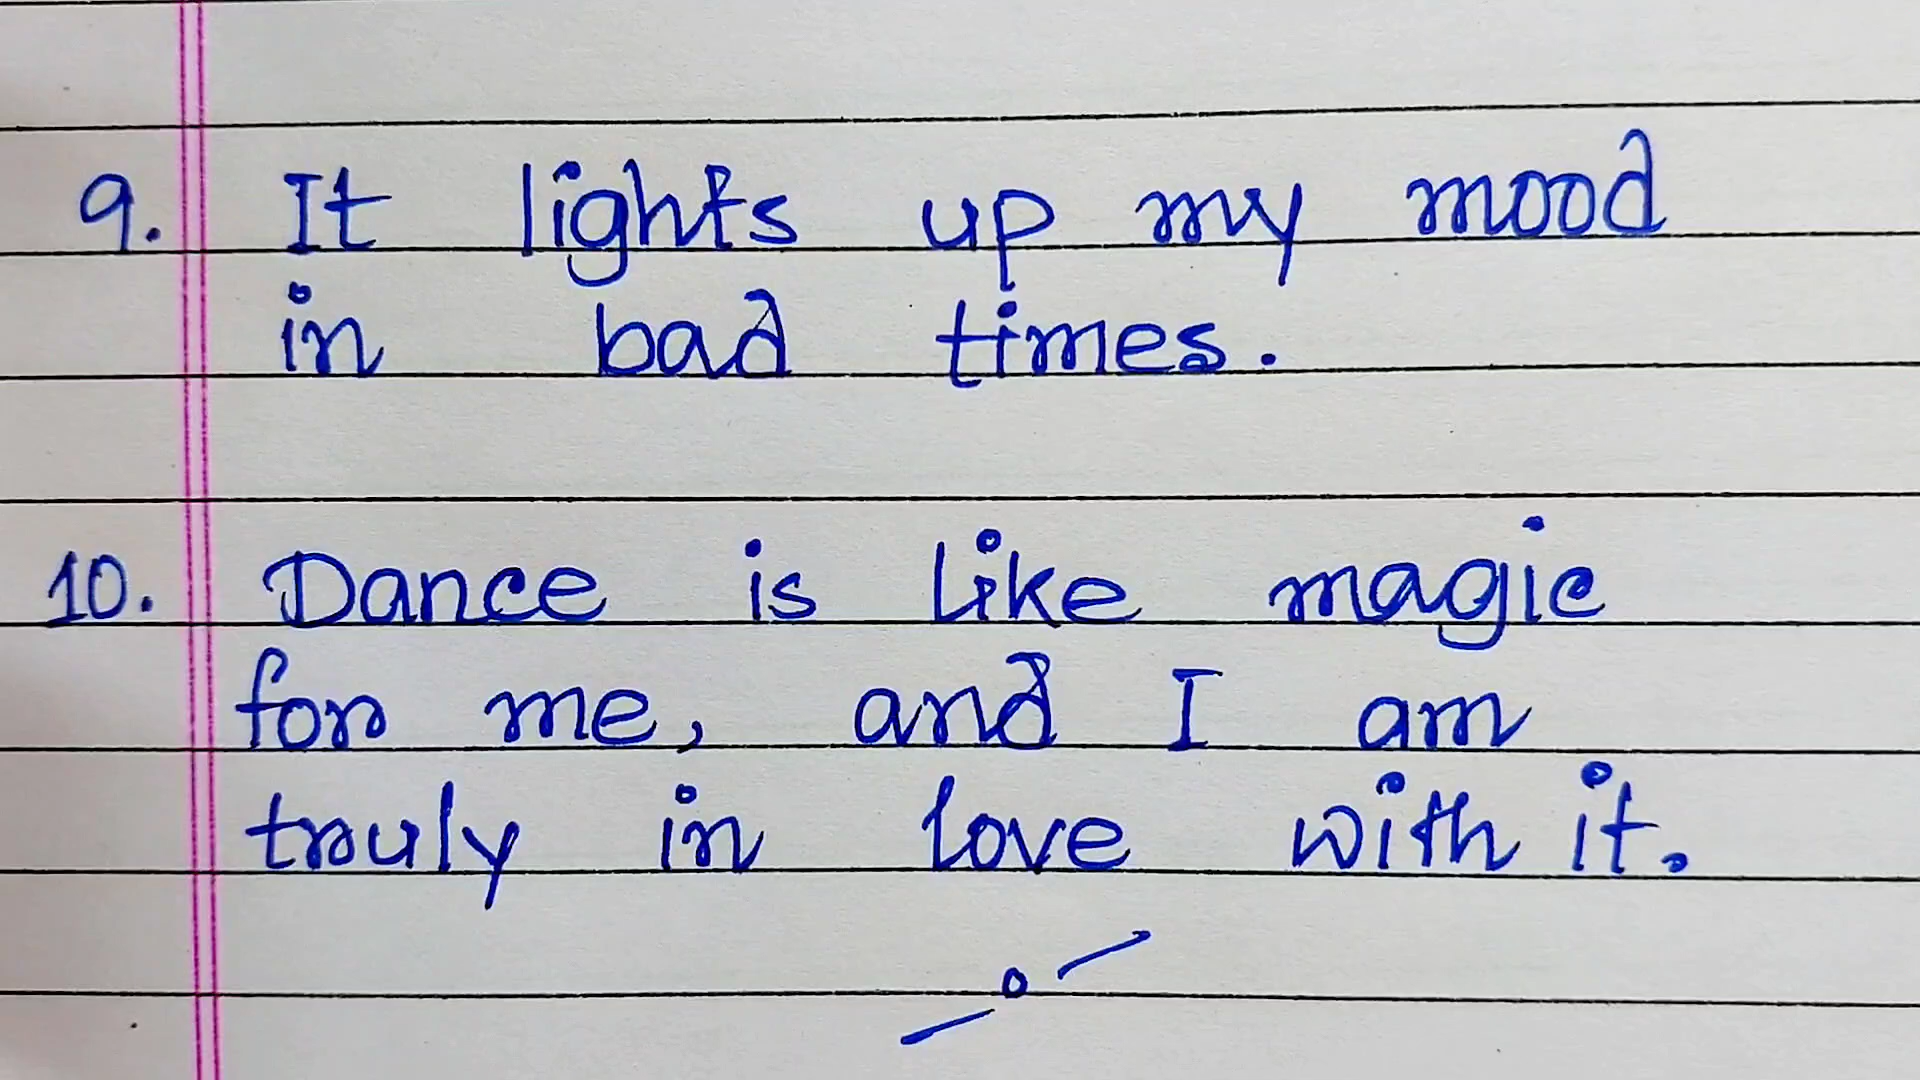 9. It lights up my mood
in bad times.
10. Dance is like magic
for me, and I am
truly in love with it.